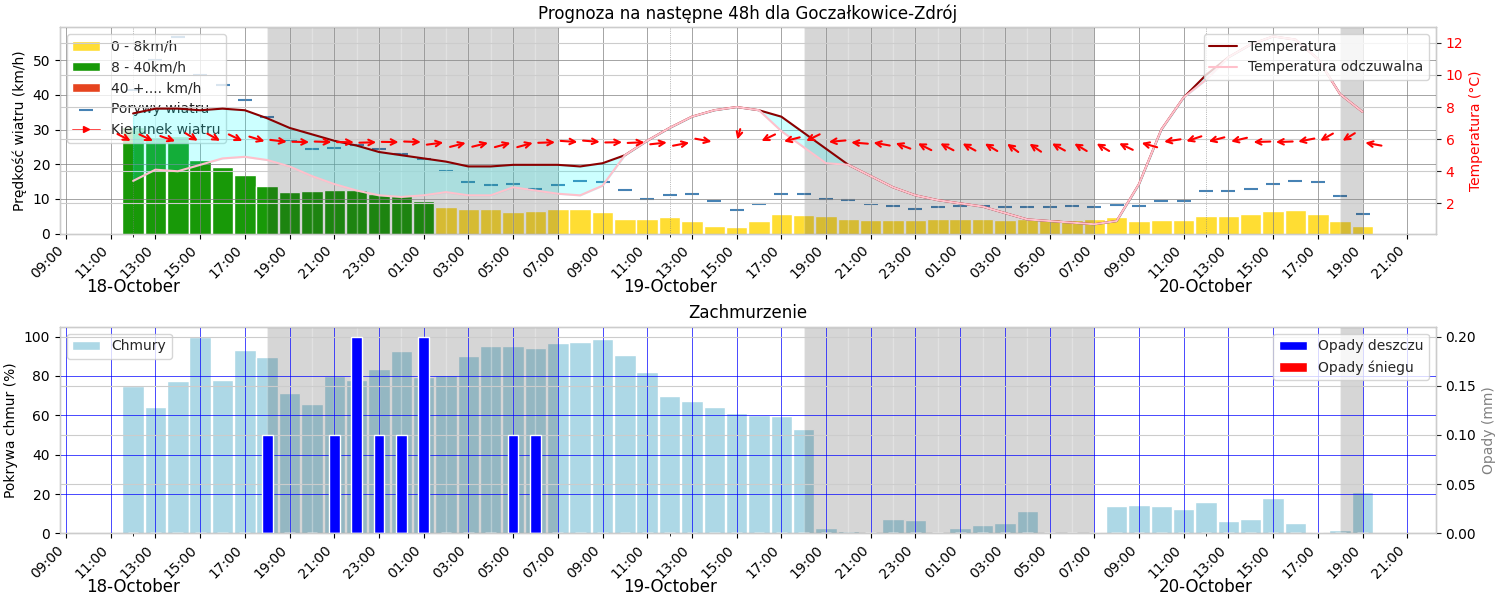 Prognoza na następne 48h dla Goczałkowice-Zdrój
0 - 8km/h
8 - 40km/h
40 +.... km/h
Porywy wiatru
Kierunek wiatru
Temperatura
Temperatura odczuwalna
Prędkość wiatru (km/h)
50
40
30
20
10
0
12
10
8
6
4
2
Temperatura (°C)
09:00 11:00 13:00 15:00 17:00 19:00 21:00 23:00 01:00 03:00 05:00 07:00 09:00 11:00 13:00 15:00 17:00 19:00 21:00 23:00 01:00 03:00 05:00 07:00 09:00 11:00 13:00 15:00 17:00 19:00 21:00
18-October 19-October 20-October
Zachmurzenie
Chmury
Opady deszczu
Opady śniegu
Pokrywa chmur (%)
100
80
60
40
20
0
0.20
0.15
0.10
0.05
0.00
Opady (mm)
09:00 11:00 13:00 15:00 17:00 19:00 21:00 23:00 01:00 03:00 05:00 07:00 09:00 11:00 13:00 15:00 17:00 19:00 21:00 23:00 01:00 03:00 05:00 07:00 09:00 11:00 13:00 15:00 17:00 19:00 21:00
18-October 19-October 20-October